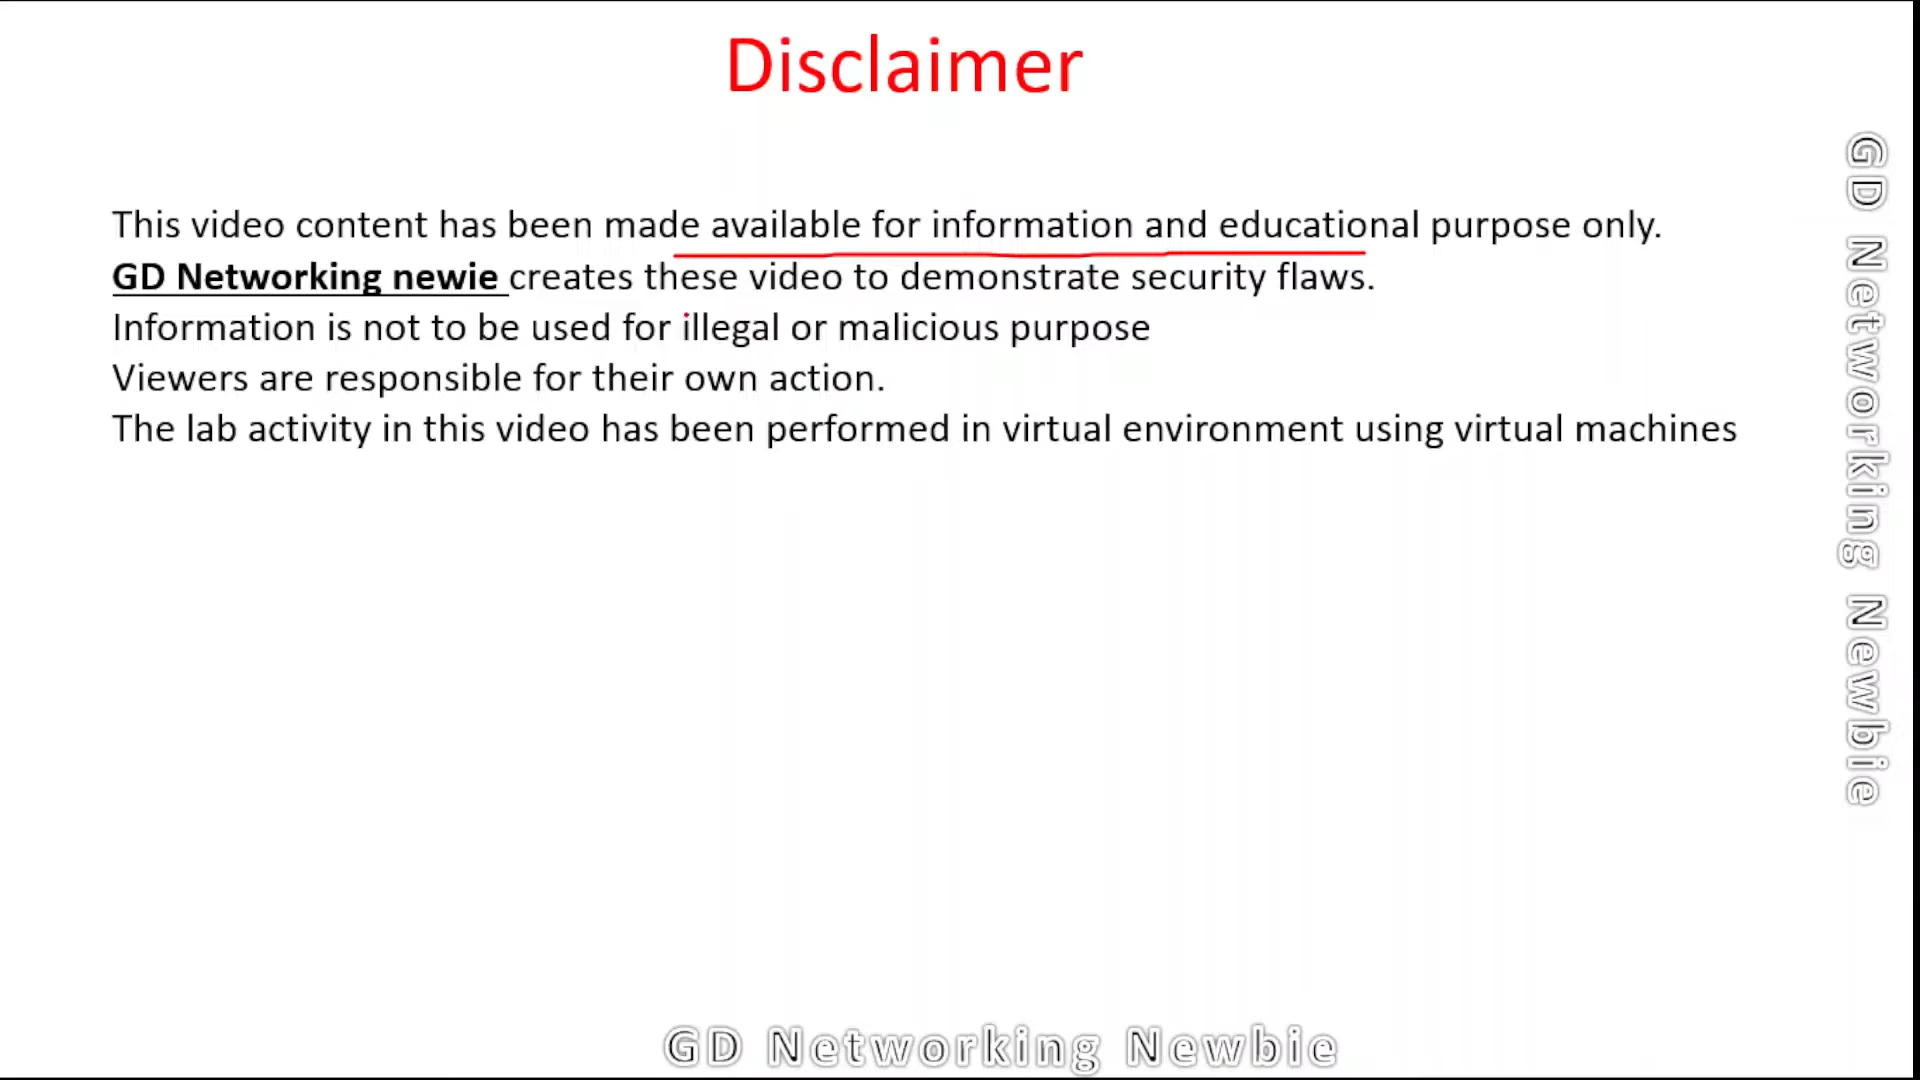 Disclaimer
This video content has been made available for information and educational purpose only.
GD Networking newie creates these video to demonstrate security flaws.
Information is not to be used for illegal or malicious purpose
Viewers are responsible for their own action.
The lab activity in this video has been performed in virtual environment using virtual machines
GD Networking Newbie
GD Networking Newbie